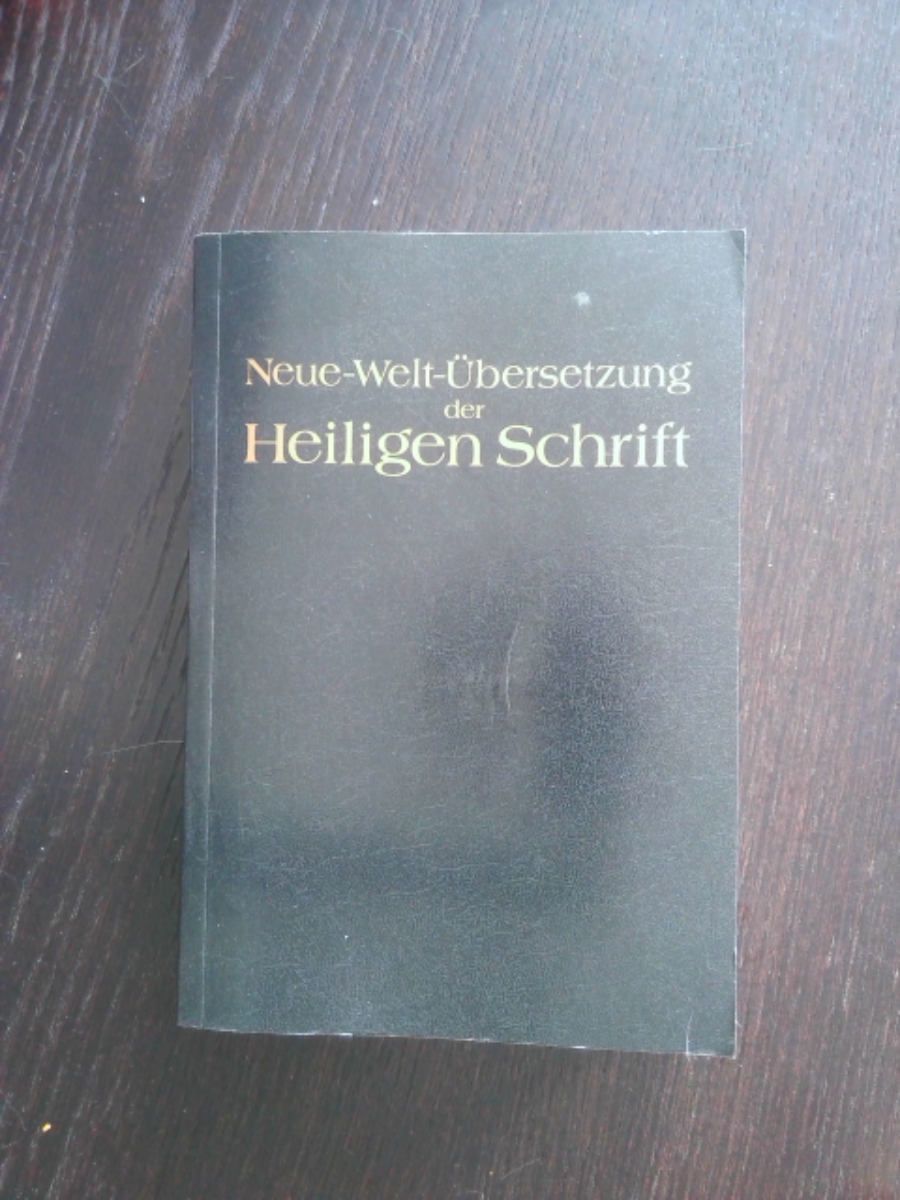 Neue-Welt-Übersetzung
der
Heiligen Schrift